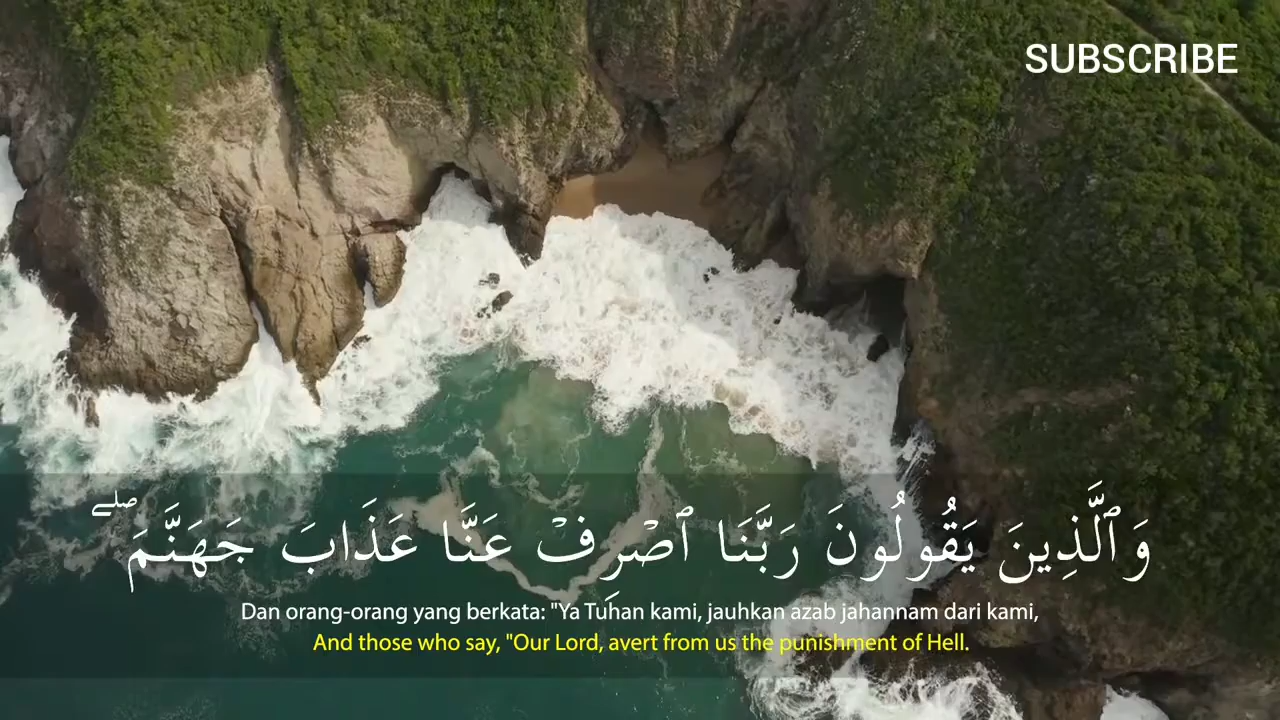 SUBSCRIBE
وَٱلَّذِينَ يَقُولُونَ رَبَّنَا ٱصْرِفْ عَنَّا عَذَابَ جَهَنَّمَ ۖ
Dan orang-orang yang berkata: "Ya Tuhan kami, jauhkan azab jahannam dari kami,
And those who say, "Our Lord, avert from us the punishment of Hell.